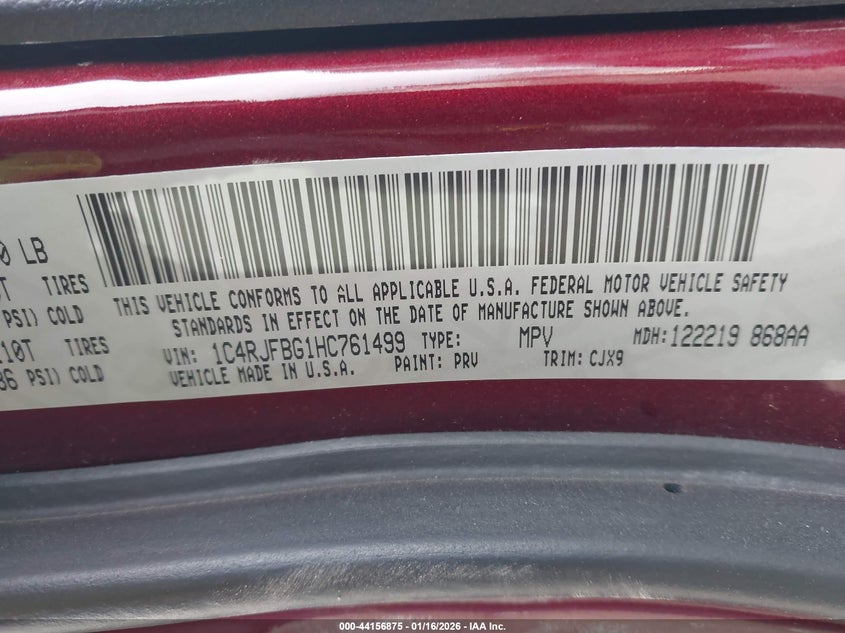 0 LB
T TIRES
PSI) COLD
10T TIRES
36 PSI) COLD
THIS VEHICLE CONFORMS TO ALL APPLICABLE U.S.A. FEDERAL MOTOR VEHICLE SAFETY
STANDARDS IN EFFECT ON THE DATE OF MANUFACTURE SHOWN ABOVE.
VIN: 1C4RJFBG1HC761499 TYPE: MPV MDH: 122219 868AA
VEHICLE MADE IN U.S.A. PAINT: PRV TRIM: CJX9
000-44156875 | 01/16/2026 - IAA Inc.